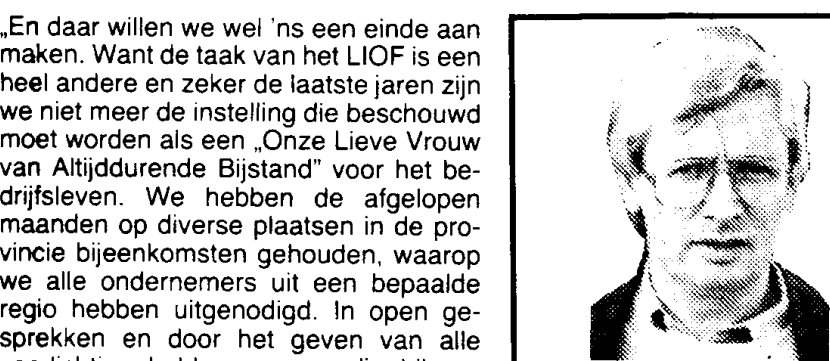 „En daar willen we wel 'ns een einde aan
maken. Want de taak van het LIOF is een
heel andere en zeker de laatste jaren zijn
we niet meer de instelling die beschouwd
moet worden als een „Onze Lieve Vrouw
van Altijddurende Bijstand" voor het be-
drijfsleven. We hebben de afgelopen
maanden op diverse plaatsen in de pro-
vincie bijeenkomsten gehouden, waarop
we alle ondernemers uit een bepaalde
regio hebben uitgenodigd. In open ge-
sprekken en door het geven van alle